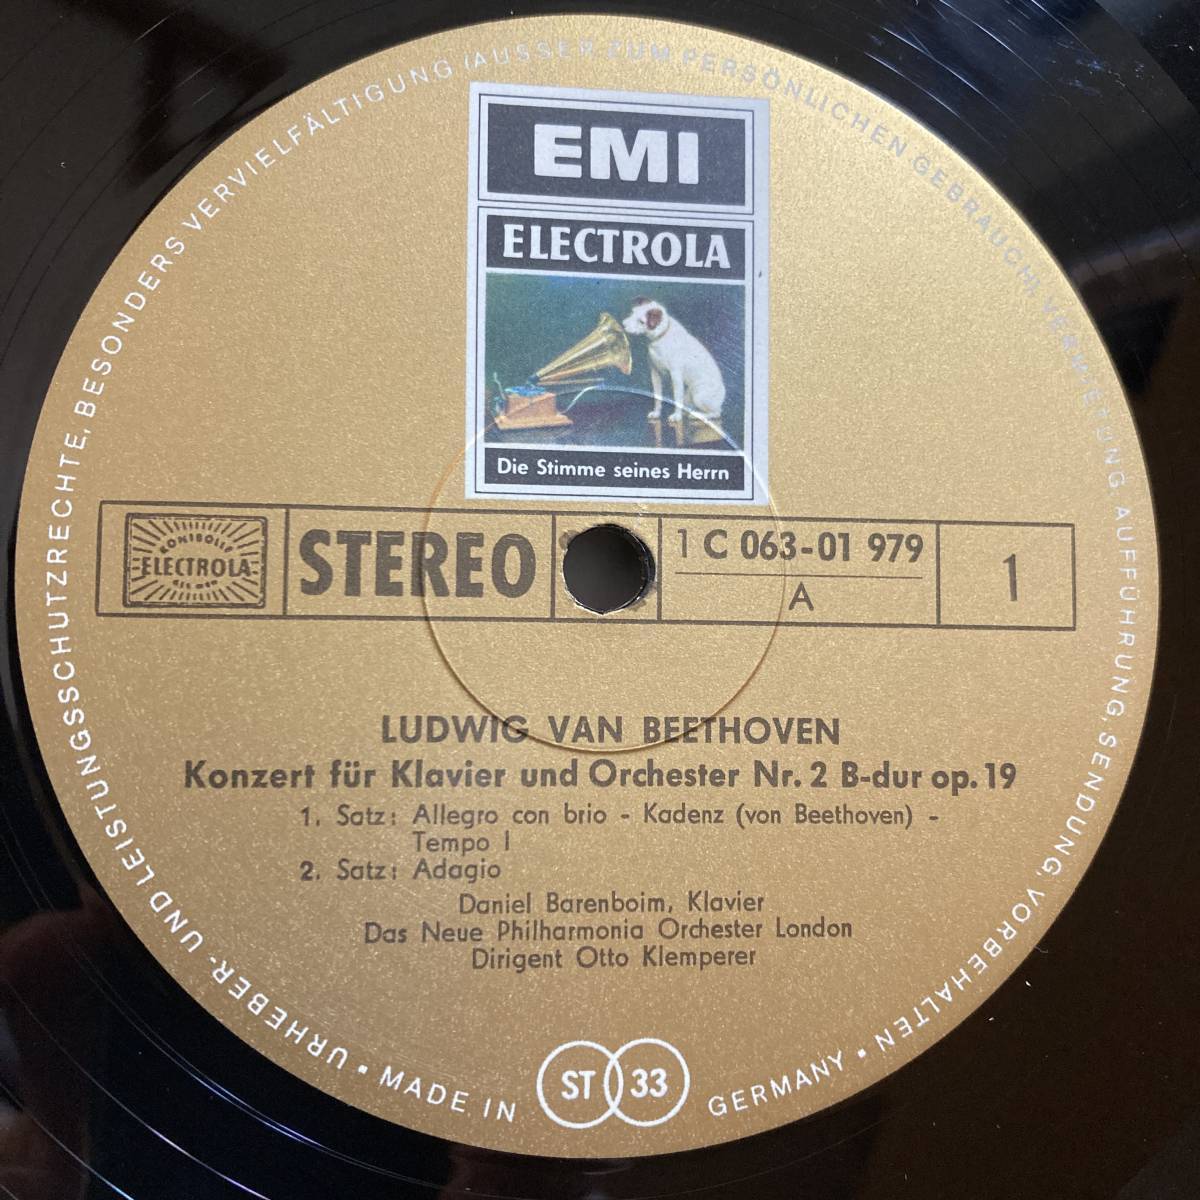 EMI
ELECTROLA
Die Stimme seines Herrn
KONTROLLE
ELECTROLA
STEREO
1 C 063-01 979
A
1
LUDWIG VAN BEETHOVEN
Konzert für Klavier und Orchester Nr. 2 B-dur op. 19
1. Satz: Allegro con brio - Kadenz (von Beethoven) -
Tempo I
2. Satz: Adagio
Daniel Barenboim, Klavier
Das Neue Philharmonia Orchester London
Dirigent Otto Klemperer
URHEBER- UND LEISTUNGSSCHUTZRECHTE, BESONDERS VERVIELFÄLTIGUNG (AUSSER ZUM PERSÖNLICHEN GEBRAUCH), VERMIETUNG, AUFFÜHRUNG, SENDUNG, VORBEHALTEN •
• MADE IN GERMANY
ST 33